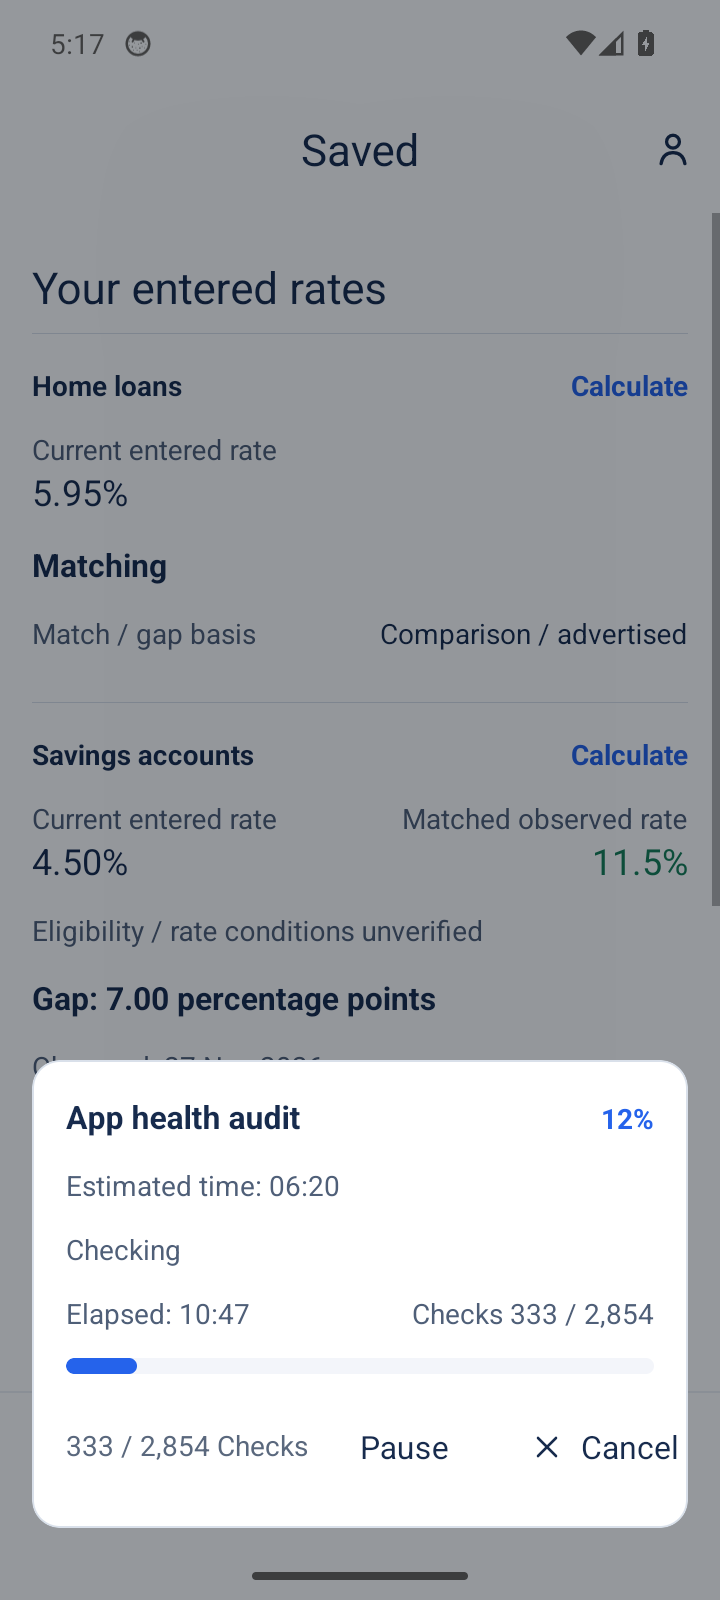 5:17
Saved
Your entered rates
Home loans
Calculate
Current entered rate
5.95%
Matching
Match / gap basis
Comparison / advertised
Savings accounts
Calculate
Current entered rate
Matched observed rate
4.50%
11.5%
Eligibility / rate conditions unverified
Gap: 7.00 percentage points
App health audit
12%
Estimated time: 06:20
Checking
Elapsed: 10:47
Checks 333 / 2,854
333 / 2,854 Checks
Pause
Cancel